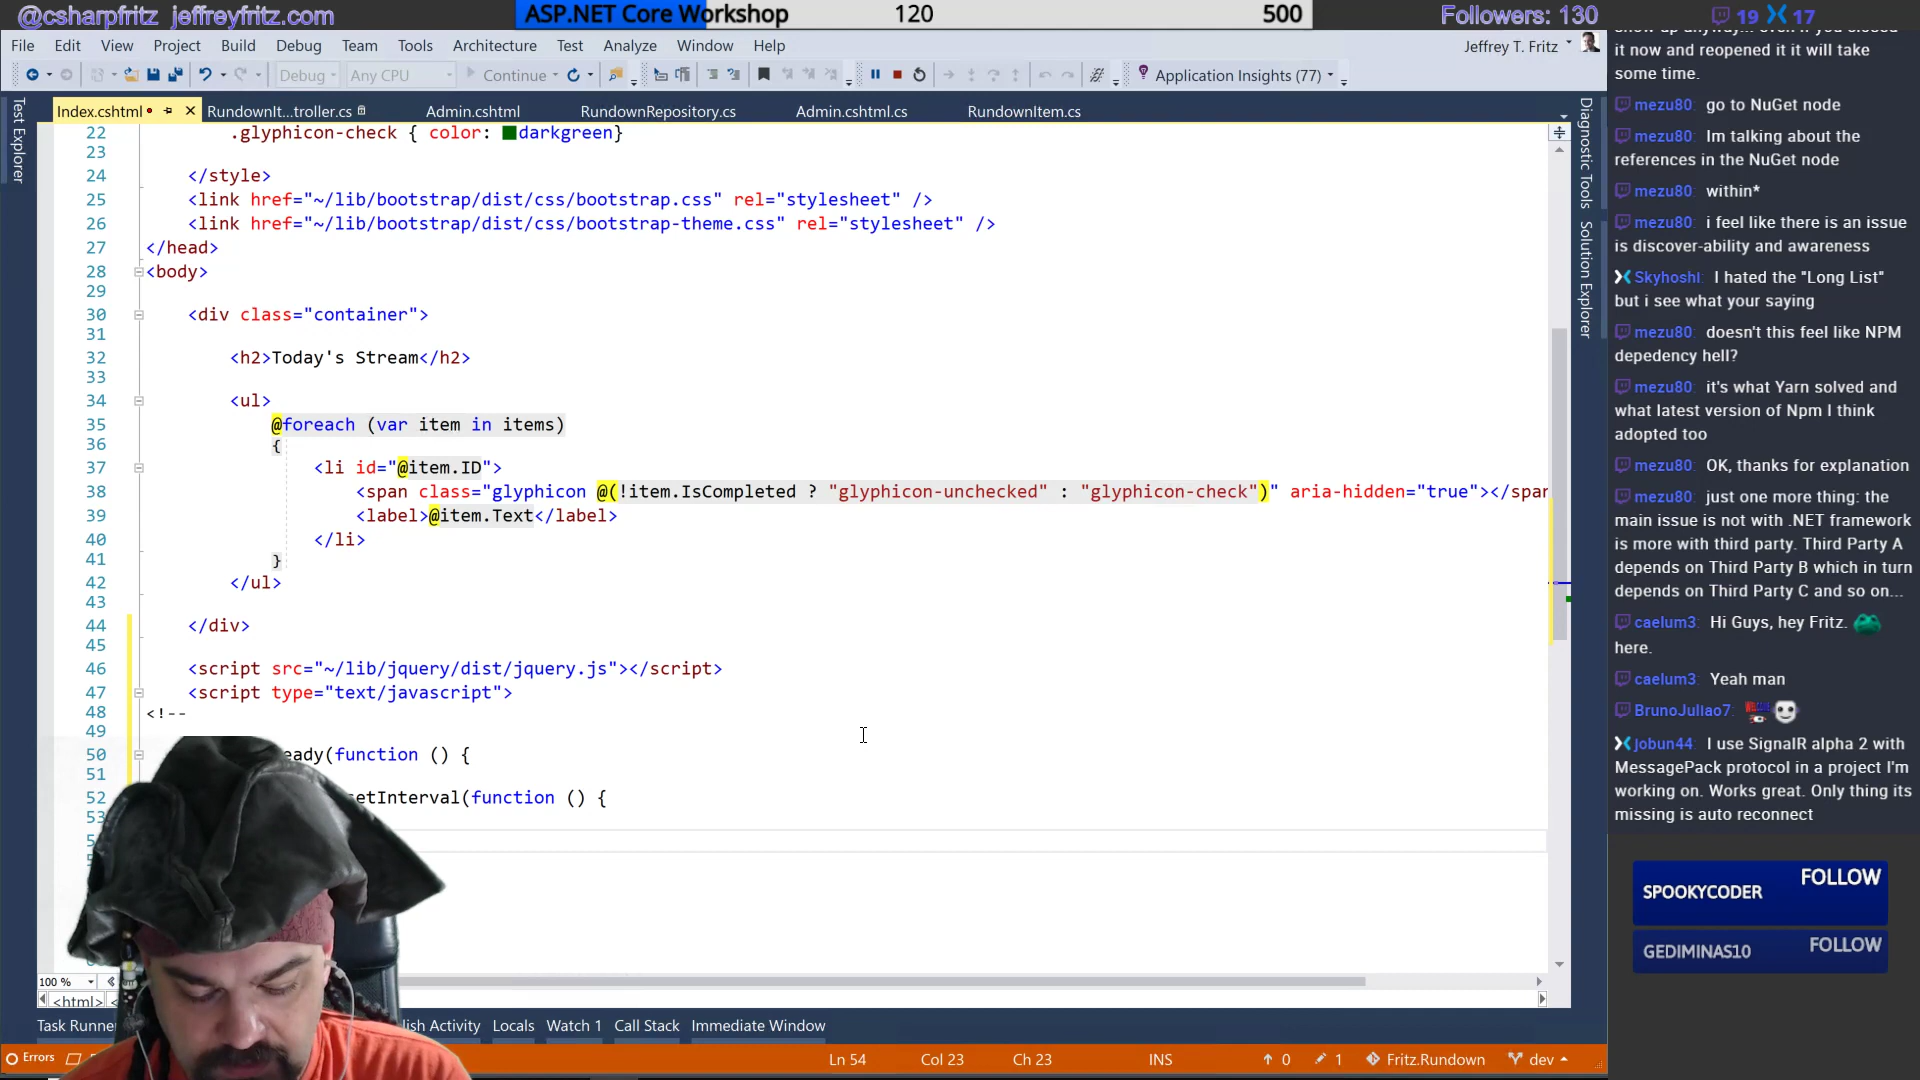 @csharpfritz jeffreyfritz.com
ASP.NET Core Workshop 120 500
Followers: 130 19 17
File Edit View Project Build Debug Team Tools Architecture Test Analyze Window Help
Jeffrey T. Fritz
Debug Any CPU Continue Application Insights (77)
Index.cshtml RundownIt...troller.cs Admin.cshtml RundownRepository.cs Admin.cshtml.cs RundownItem.cs
Test Explorer
22 .glyphicon-check { color: darkgreen}
23
24 </style>
25 <link href="~/lib/bootstrap/dist/css/bootstrap.css" rel="stylesheet" />
26 <link href="~/lib/bootstrap/dist/css/bootstrap-theme.css" rel="stylesheet" />
27 </head>
28 <body>
29
30 <div class="container">
31
32 <h2>Today's Stream</h2>
33
34 <ul>
35 @foreach (var item in items)
36 {
37 <li id="@item.ID">
38 <span class="glyphicon @(!item.IsCompleted ? "glyphicon-unchecked" : "glyphicon-check")" aria-hidden="true"></span
39 <label>@item.Text</label>
40 </li>
41 }
42 </ul>
43
44 </div>
45
46 <script src="~/lib/jquery/dist/jquery.js"></script>
47 <script type="text/javascript">
48 <!--
49
50 eady(function () {
51
52 setInterval(function () {
53
100 %
<html>
Diagnostic Tools
Solution Explorer
it now and reopened it it will take
some time.
mezu80: go to NuGet node
mezu80: Im talking about the
references in the NuGet node
mezu80: within*
mezu80: i feel like there is an issue
is discover-ability and awareness
Skyhoshi: I hated the "Long List"
but i see what your saying
mezu80: doesn't this feel like NPM
depedency hell?
mezu80: it's what Yarn solved and
what latest version of Npm I think
adopted too
mezu80: OK, thanks for explanation
mezu80: just one more thing: the
main issue is not with .NET framework
is more with third party. Third Party A
depends on Third Party B which in turn
depends on Third Party C and so on...
caelum3: Hi Guys, hey Fritz.
here.
caelum3: Yeah man
BrunoJuliao7:
jobun44: I use SignalR alpha 2 with
MessagePack protocol in a project I'm
working on. Works great. Only thing its
missing is auto reconnect
SPOOKYCODER FOLLOW
GEDIMINAS10 FOLLOW
Task Runne lish Activity Locals Watch 1 Call Stack Immediate Window
Errors Ln 54 Col 23 Ch 23 INS 0 1 Fritz.Rundown dev